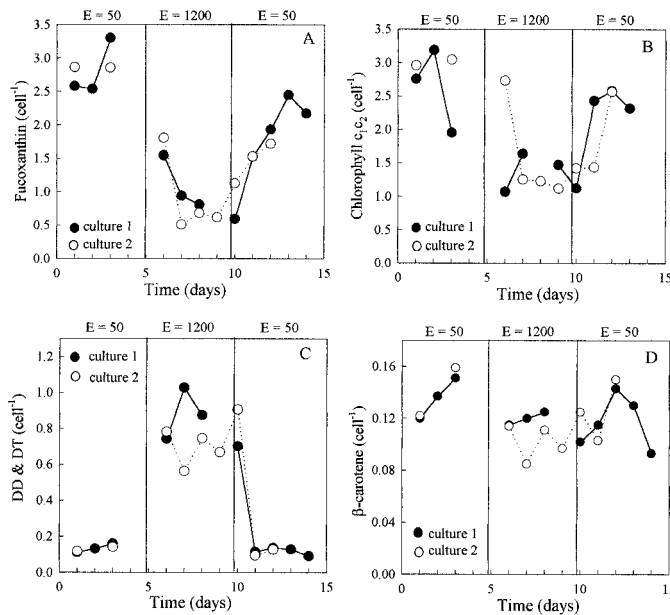 E = 50 E = 1200 E = 50
A
3.5
3.0
2.5
2.0
1.5
1.0
0.5
0.0
Fucoxanthin (cell⁻¹)
culture 1
culture 2
0 5 10 15
Time (days)
E = 50 E = 1200 E = 50
B
3.5
3.0
2.5
2.0
1.5
1.0
0.5
0.0
Chlorophyll c₁c₂ (cell⁻¹)
culture 1
culture 2
0 5 10 15
Time (days)
E = 50 E = 1200 E = 50
C
1.2
1.0
0.8
0.6
0.4
0.2
0.0
DD & DT (cell⁻¹)
culture 1
culture 2
0 5 10 15
Time (days)
E = 50 E = 1200 E = 50
D
0.16
0.12
0.08
0.04
0.00
β-carotene (cell⁻¹)
culture 1
culture 2
0 5 10 15
Time (days)